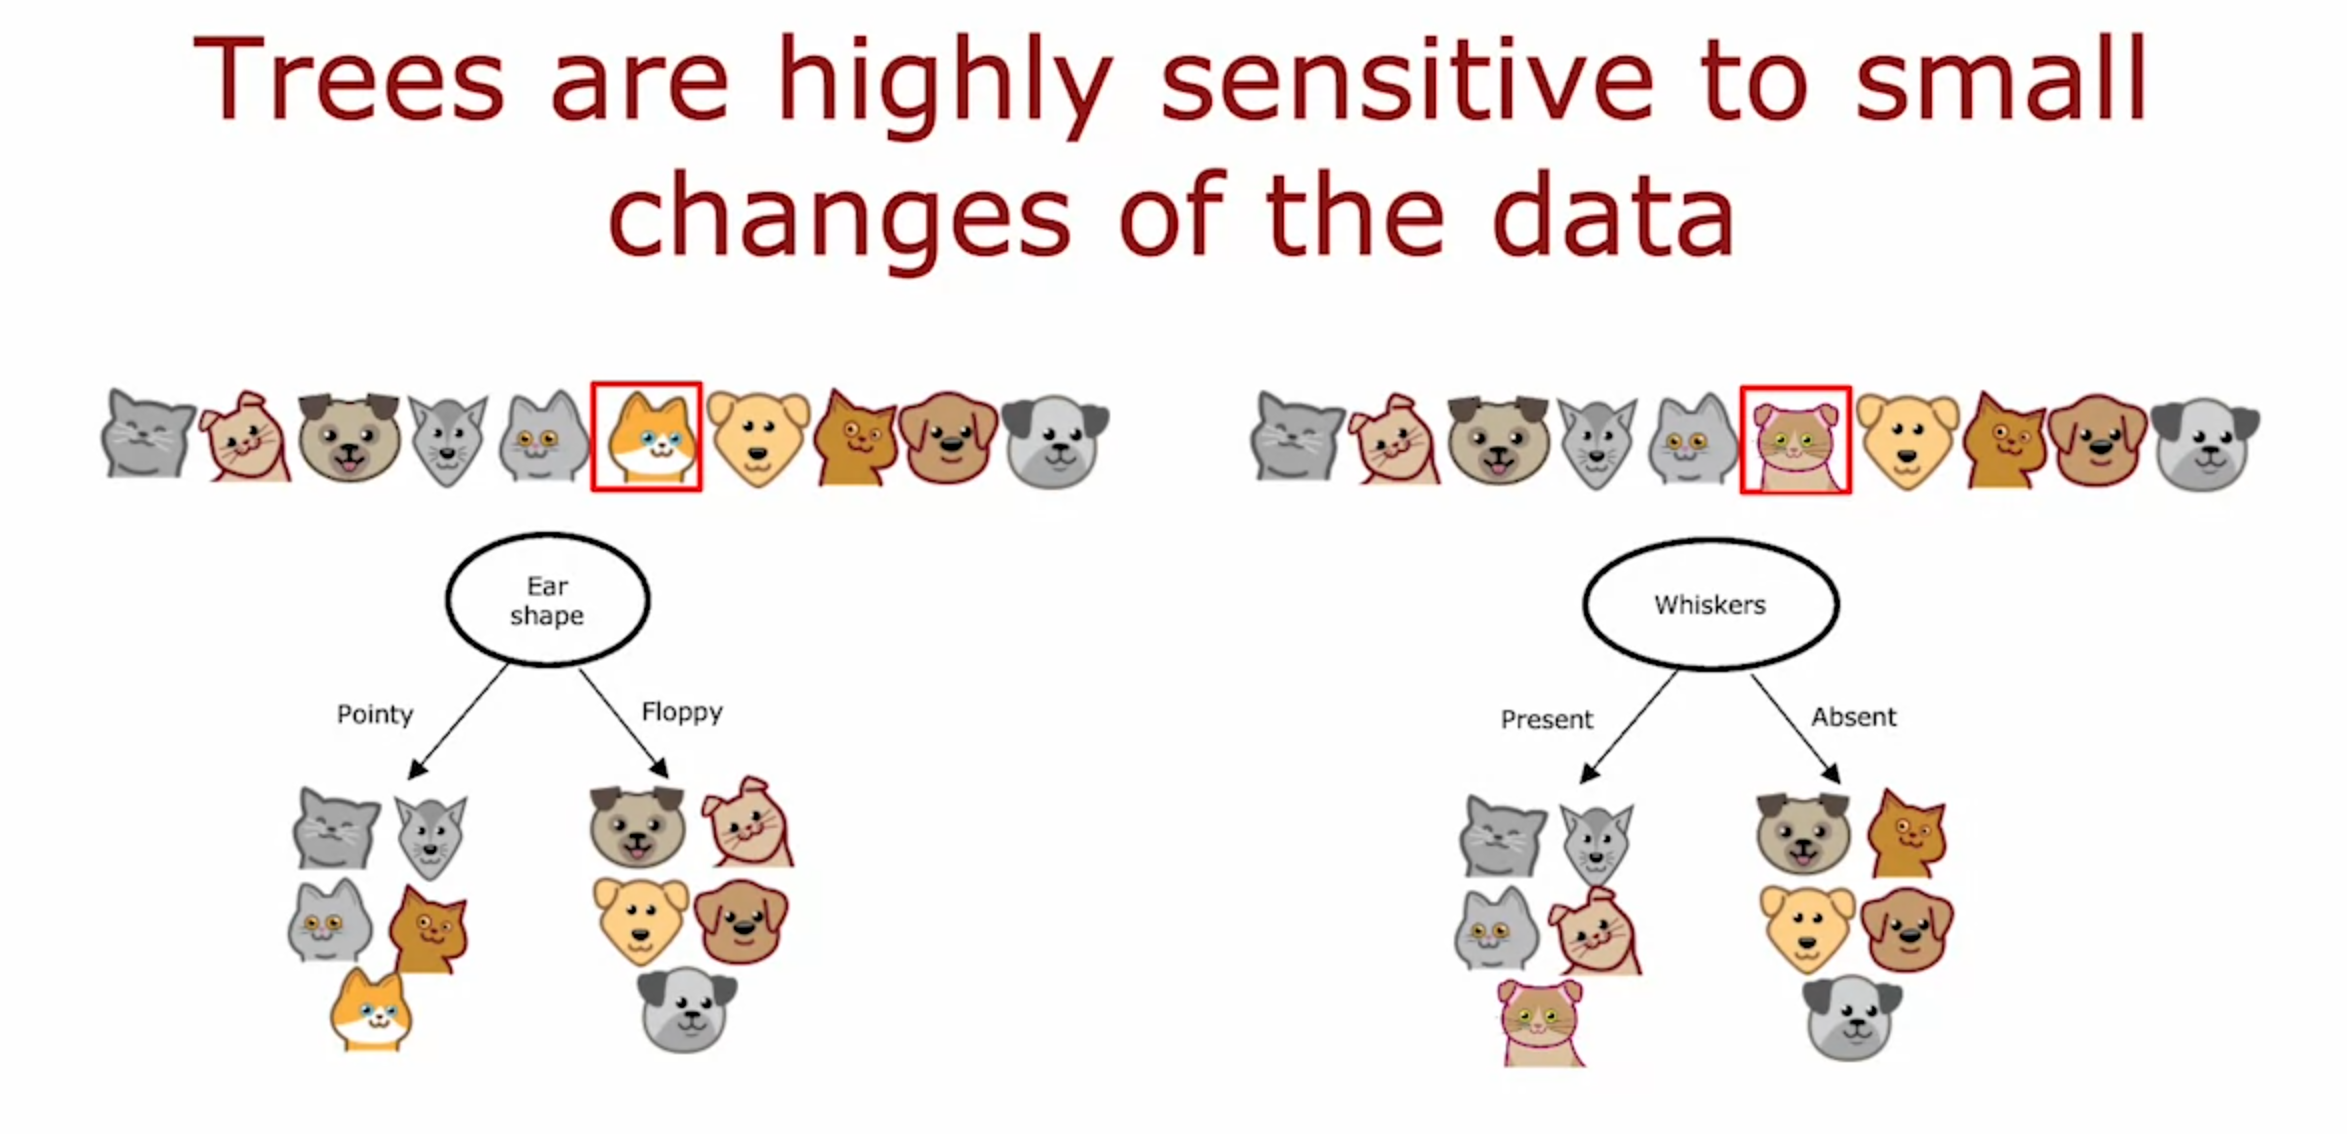 Trees are highly sensitive to small
changes of the data
Ear
shape
Pointy
Floppy
Whiskers
Present
Absent